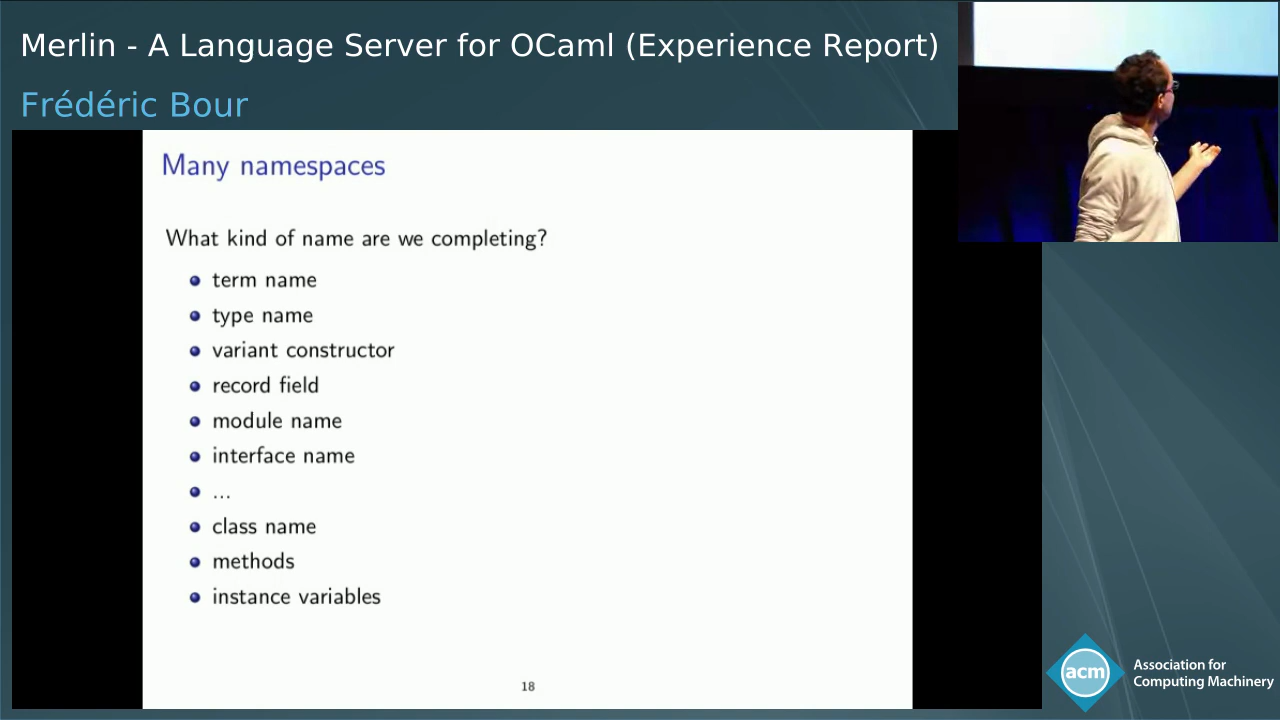 Merlin - A Language Server for OCaml (Experience Report)
Frédéric Bour
Many namespaces
What kind of name are we completing?
term name
type name
variant constructor
record field
module name
interface name
...
class name
methods
instance variables
18
acm
Association for
Computing Machinery